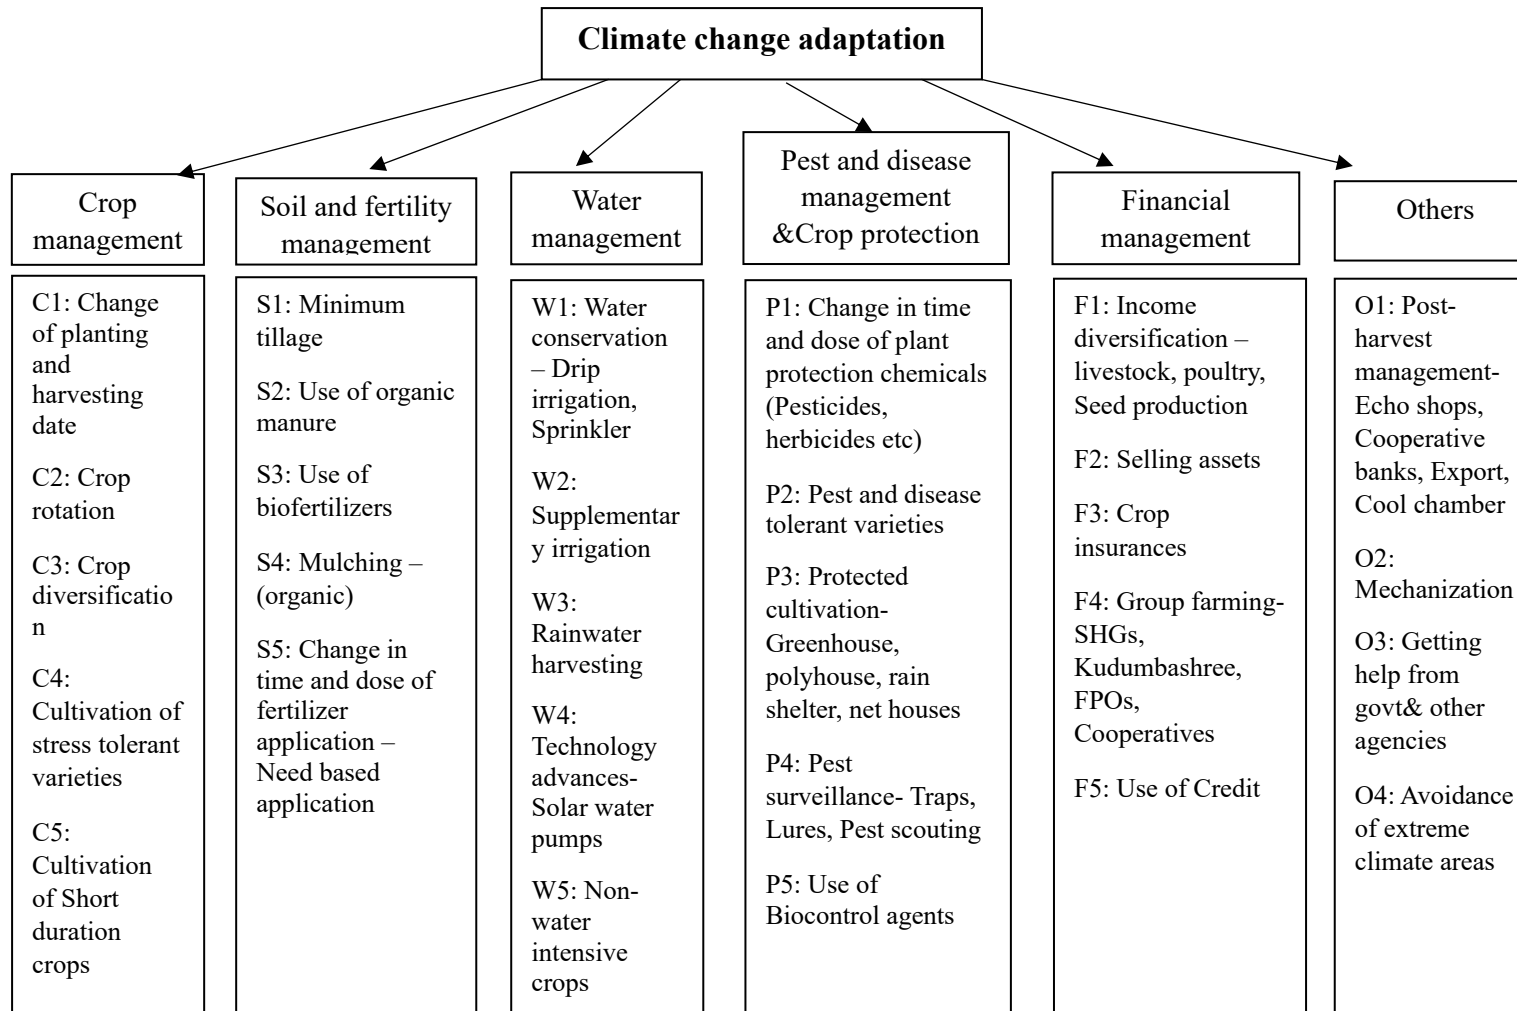 Climate change adaptation
Crop
management
Soil and fertility
management
Water
management
Pest and disease
management
&Crop protection
Financial
management
Others
C1: Change
of planting
and
harvesting
date
C2: Crop
rotation
C3: Crop
diversificatio
n
C4:
Cultivation of
stress tolerant
varieties
C5:
Cultivation
of Short
duration
crops
S1: Minimum
tillage
S2: Use of organic
manure
S3: Use of
biofertilizers
S4: Mulching –
(organic)
S5: Change in
time and dose of
fertilizer
application –
Need based
application
W1: Water
conservation
– Drip
irrigation,
Sprinkler
W2:
Supplementar
y irrigation
W3:
Rainwater
harvesting
W4:
Technology
advances-
Solar water
pumps
W5: Non-
water
intensive
crops
P1: Change in time
and dose of plant
protection chemicals
(Pesticides,
herbicides etc)
P2: Pest and disease
tolerant varieties
P3: Protected
cultivation-
Greenhouse,
polyhouse, rain
shelter, net houses
P4: Pest
surveillance- Traps,
Lures, Pest scouting
P5: Use of
Biocontrol agents
F1: Income
diversification –
livestock, poultry,
Seed production
F2: Selling assets
F3: Crop
insurances
F4: Group farming-
SHGs,
Kudumbashree,
FPOs,
Cooperatives
F5: Use of Credit
O1: Post-
harvest
management-
Echo shops,
Cooperative
banks, Export,
Cool chamber
O2:
Mechanization
O3: Getting
help from
govt& other
agencies
O4: Avoidance
of extreme
climate areas